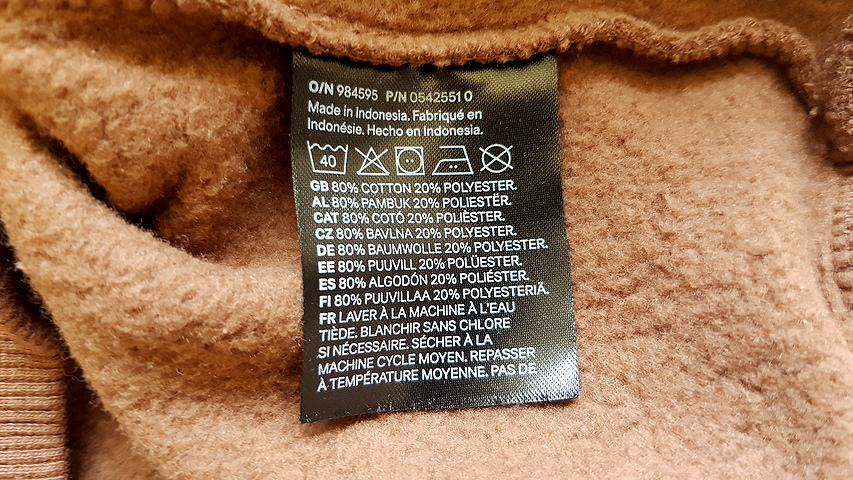 O/N 984595 P/N 0542551 0
Made in Indonesia. Fabriqué en
Indonésie. Hecho en Indonesia.
40
GB 80% COTTON 20% POLYESTER.
AL 80% PAMBUK 20% POLIESTËR.
CAT 80% COTÓ 20% POLIÈSTER.
CZ 80% BAVLNA 20% POLYESTER.
DE 80% BAUMWOLLE 20% POLYESTER.
EE 80% PUUVILL 20% POLÜESTER.
ES 80% ALGODÓN 20% POLIÉSTER.
FI 80% PUUVILLAA 20% POLYESTERIÄ.
FR LAVER À LA MACHINE À L'EAU
TIÈDE. BLANCHIR SANS CHLORE
SI NÉCESSAIRE. SÉCHER À LA
MACHINE CYCLE MOYEN. REPASSER
À TEMPÉRATURE MOYENNE. PAS DE